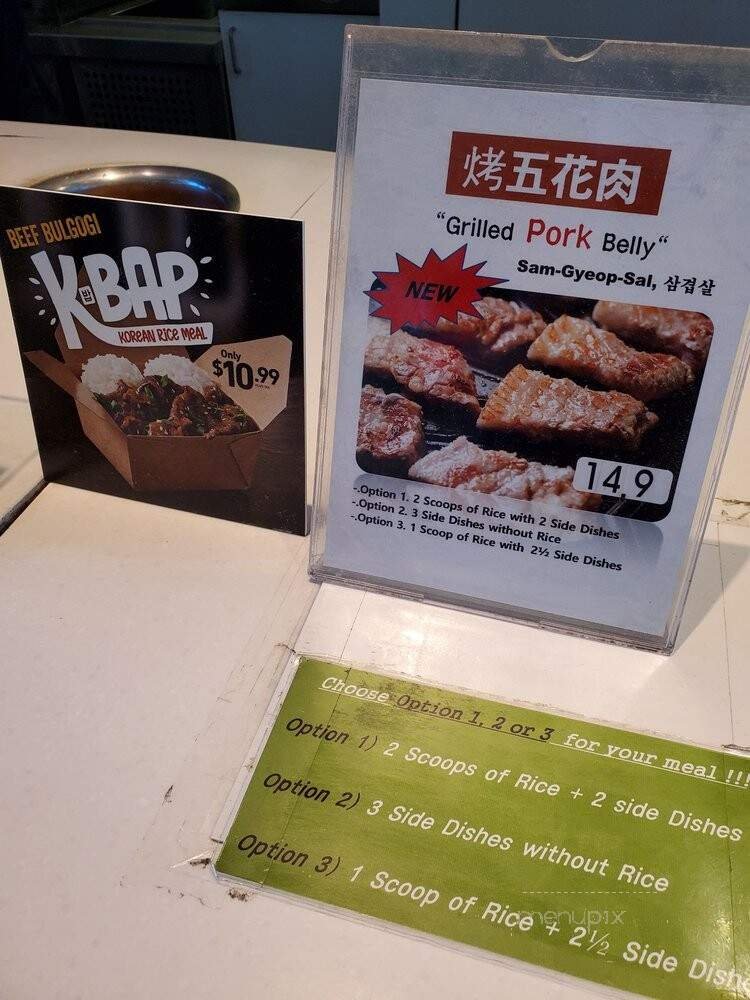 BEEF BULGOGI
K·BAP
밥
KOREAN RICE MEAL
Only
$10.99
烤五花肉
“Grilled Pork Belly“
Sam-Gyeop-Sal, 삼겹살
NEW
14.9
-.Option 1. 2 Scoops of Rice with 2 Side Dishes
-.Option 2. 3 Side Dishes without Rice
-.Option 3. 1 Scoop of Rice with 2½ Side Dishes
Choose Option 1, 2 or 3 for your meal !!!
Option 1) 2 Scoops of Rice + 2 side Dishes
Option 2) 3 Side Dishes without Rice
Option 3) 1 Scoop of Rice + 2½ Side Dish
menupix